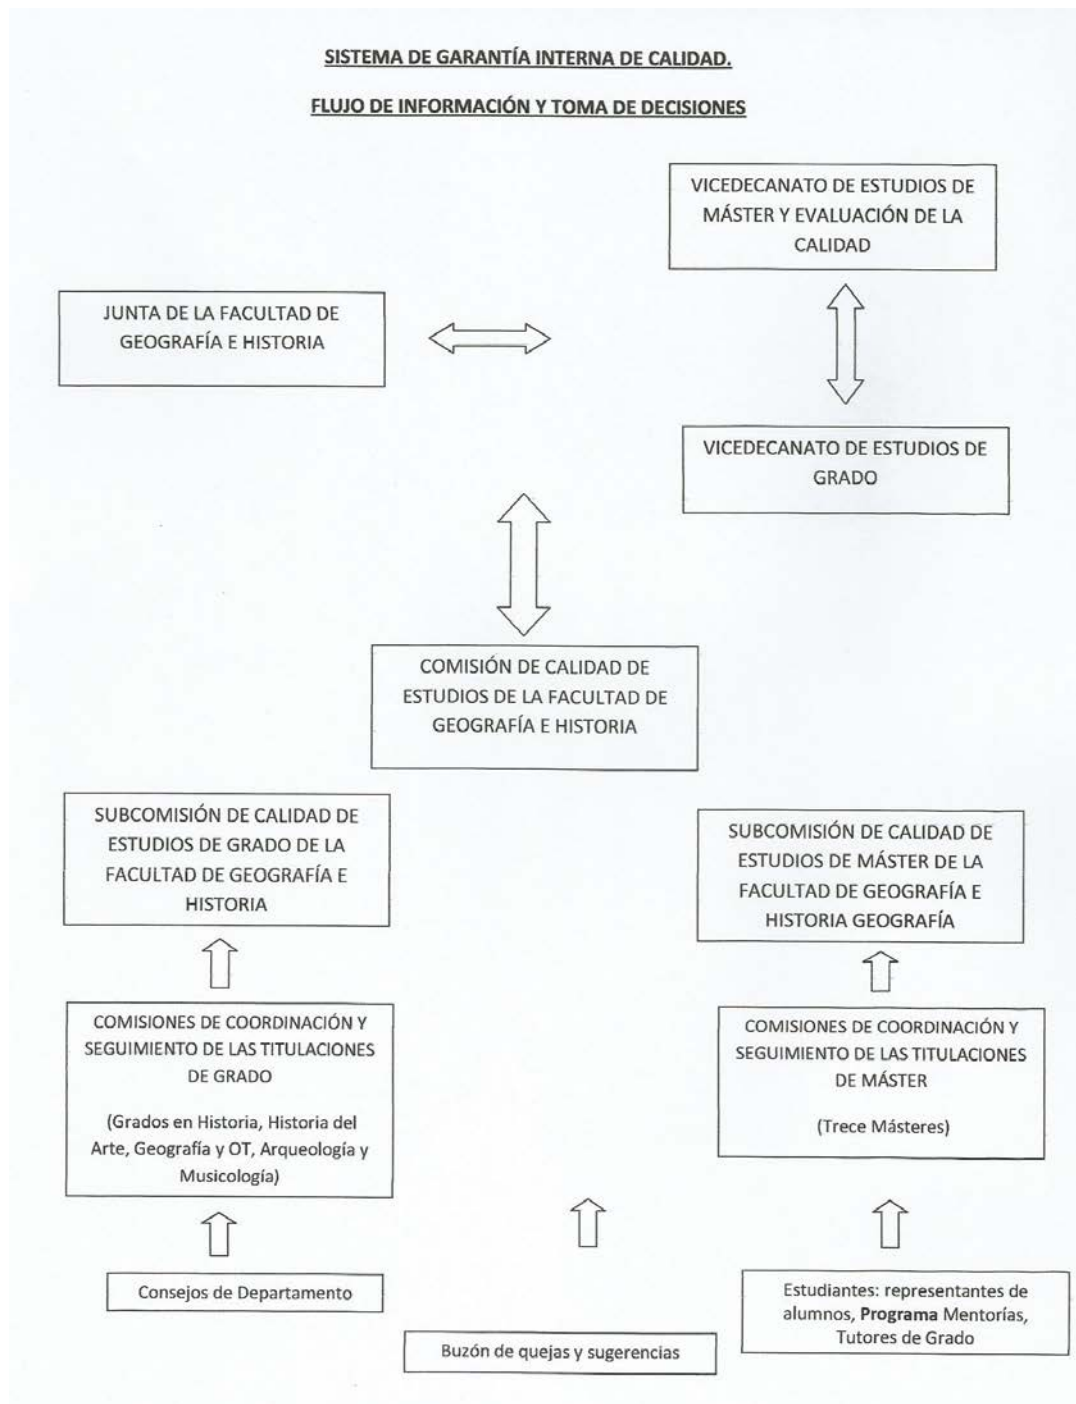 SISTEMA DE GARANTÍA INTERNA DE CALIDAD.
FLUJO DE INFORMACIÓN Y TOMA DE DECISIONES
VICEDECANATO DE ESTUDIOS DE
MÁSTER Y EVALUACIÓN DE LA
CALIDAD
JUNTA DE LA FACULTAD DE
GEOGRAFÍA E HISTORIA
VICEDECANATO DE ESTUDIOS DE
GRADO
COMISIÓN DE CALIDAD DE
ESTUDIOS DE LA FACULTAD DE
GEOGRAFÍA E HISTORIA
SUBCOMISIÓN DE CALIDAD DE
ESTUDIOS DE GRADO DE LA
FACULTAD DE GEOGRAFÍA E
HISTORIA
SUBCOMISIÓN DE CALIDAD DE
ESTUDIOS DE MÁSTER DE LA
FACULTAD DE GEOGRAFÍA E
HISTORIA GEOGRAFÍA
COMISIONES DE COORDINACIÓN Y
SEGUIMIENTO DE LAS TITULACIONES
DE GRADO
(Grados en Historia, Historia del
Arte, Geografía y OT, Arqueología y
Musicología)
COMISIONES DE COORDINACIÓN Y
SEGUIMIENTO DE LAS TITULACIONES
DE MÁSTER
(Trece Másteres)
Consejos de Departamento
Buzón de quejas y sugerencias
Estudiantes: representantes de
alumnos, Programa Mentorías,
Tutores de Grado